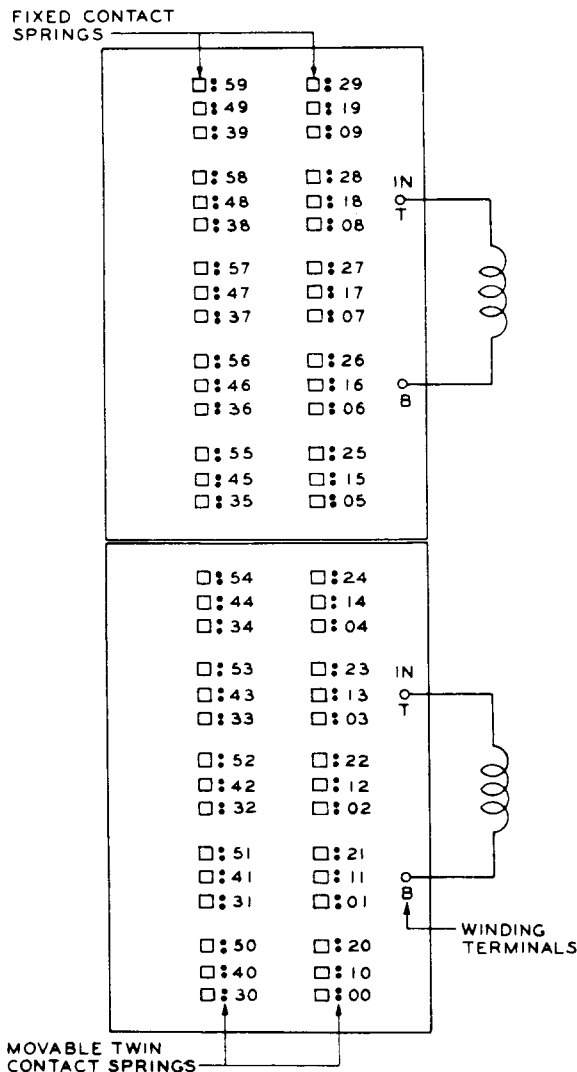 FIXED CONTACT
SPRINGS
59 29
49 19
39 09
58 28
IN
48 18
T
38 08
57 27
47 17
37 07
56 26
46 16
B
36 06
55 25
45 15
35 05
54 24
44 14
34 04
53 23
IN
43 13
T
33 03
52 22
42 12
32 02
51 21
41 11
B
31 01
WINDING
TERMINALS
50 20
40 10
30 00
MOVABLE TWIN
CONTACT SPRINGS